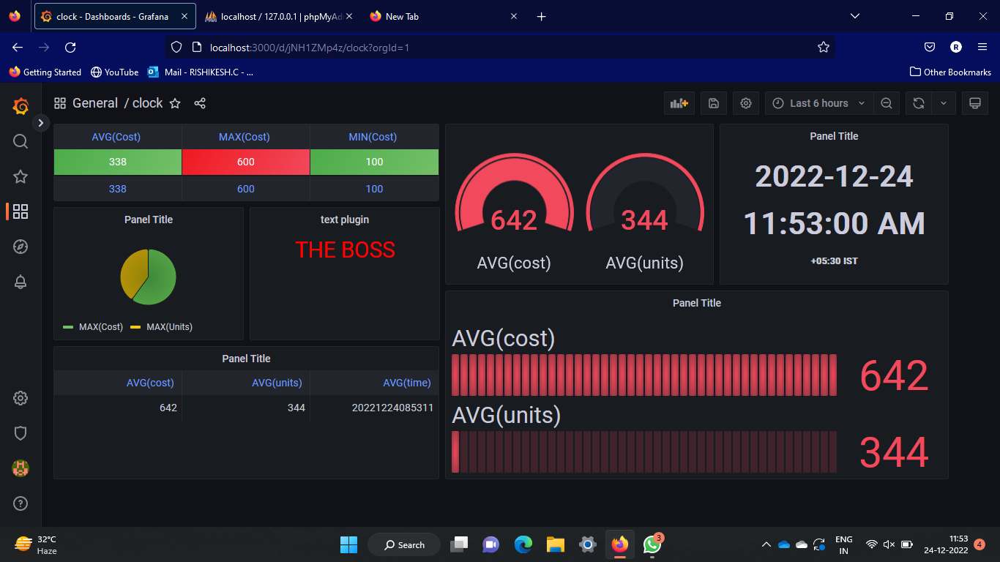 clock - Dashboards - Grafana
localhost / 127.0.0.1 | phpMyAd
New Tab
localhost:3000/d/jNH1ZMp4z/clock?orgId=1
R
Getting Started
YouTube
Mail - RISHIKESH.C - ...
Other Bookmarks
General / clock
Last 6 hours
AVG(Cost) MAX(Cost) MIN(Cost)
338 600 100
338 600 100
642
344
AVG(cost)
AVG(units)
Panel Title
2022-12-24
11:53:00 AM
+05:30 IST
Panel Title
MAX(Cost) MAX(Units)
text plugin
THE BOSS
Panel Title
AVG(cost)
642
AVG(units)
344
Panel Title
AVG(cost) AVG(units) AVG(time)
642 344 20221224085311
32°C
Haze
Search
3
ENG
IN
11:53
24-12-2022
4